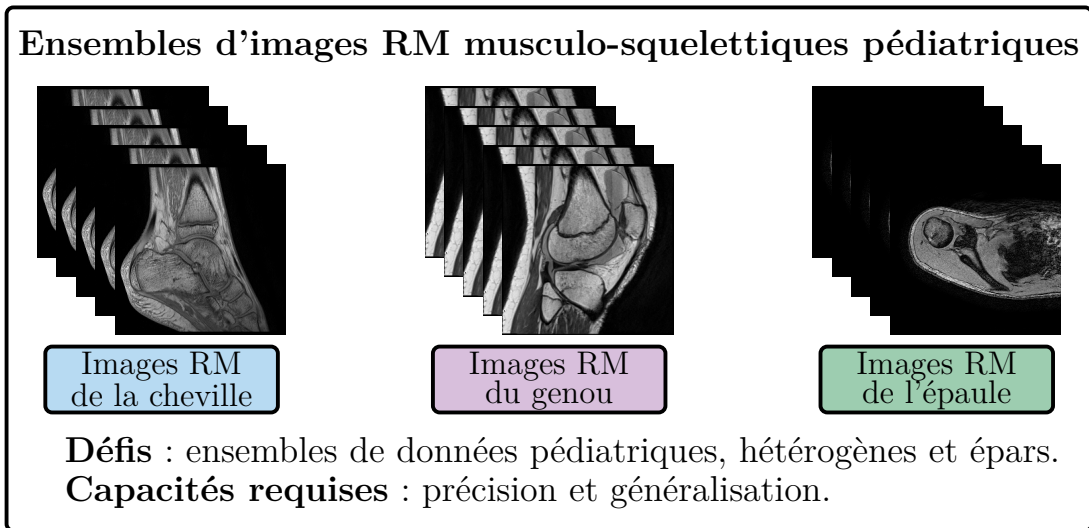 Ensembles d'images RM musculo-squelettiques pédiatriques
Images RM
de la cheville
Images RM
du genou
Images RM
de l'épaule
Défis : ensembles de données pédiatriques, hétérogènes et épars.
Capacités requises : précision et généralisation.